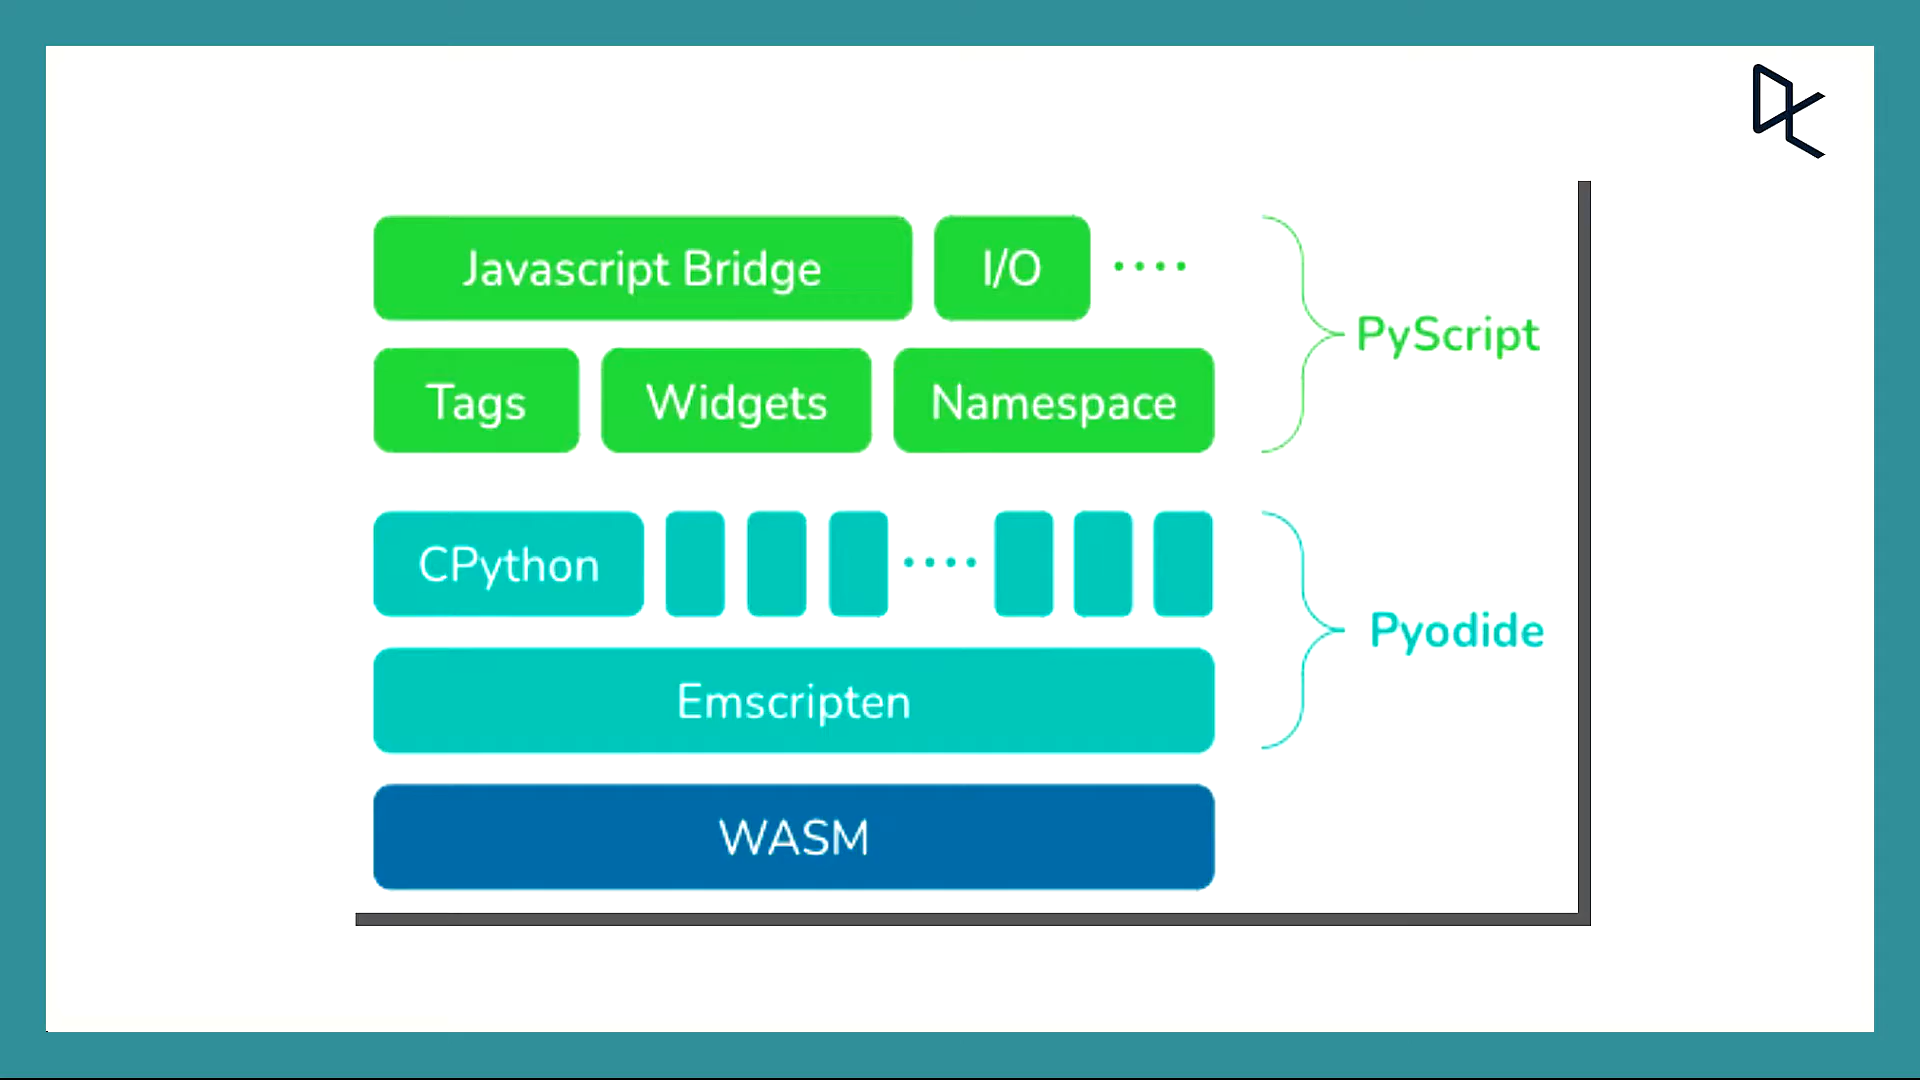 Javascript Bridge
I/O
PyScript
Tags
Widgets
Namespace
CPython
Pyodide
Emscripten
WASM